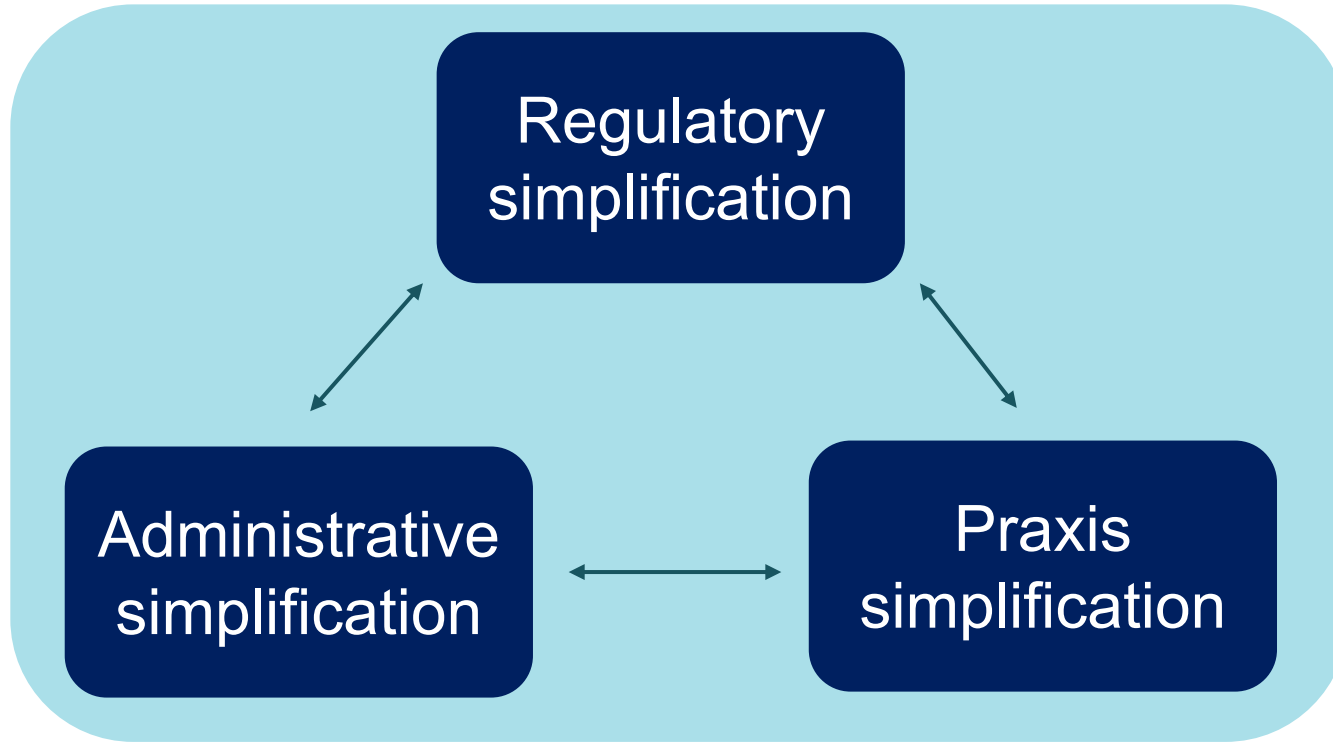 Regulatory
simplification
Administrative
simplification
Praxis
simplification